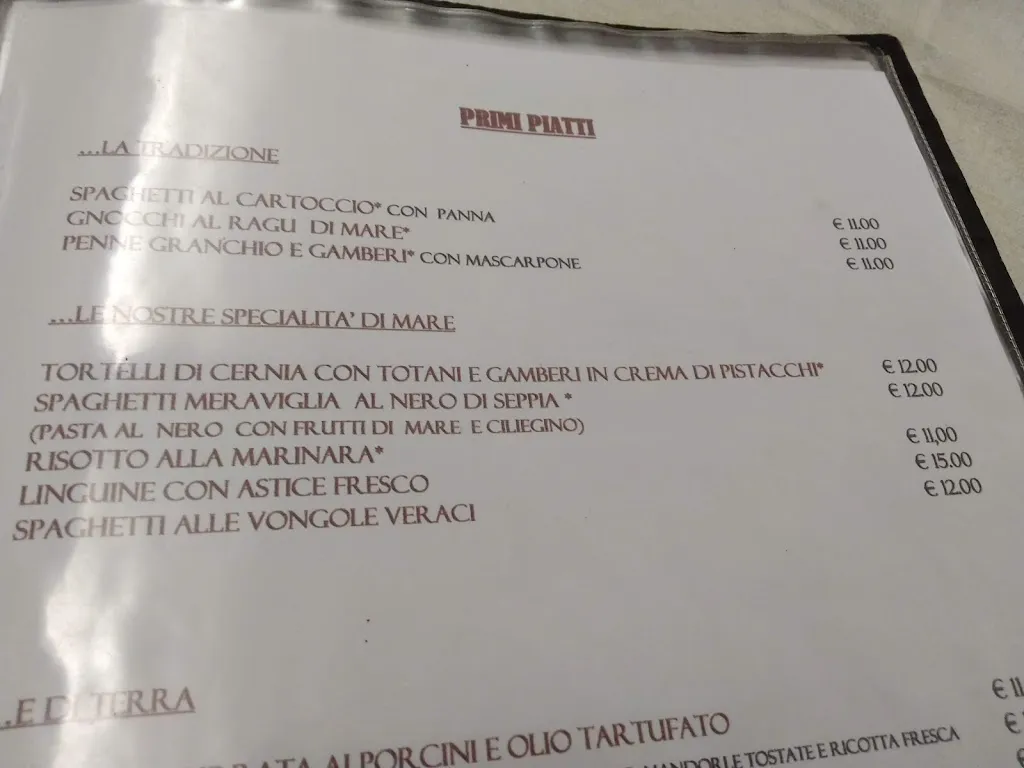 PRIMI PIATTI
...LA TRADIZIONE
SPAGHETTI AL CARTOCCIO* CON PANNA € 11.00
GNOCCHI AL RAGU DI MARE* € 11.00
PENNE GRANCHIO E GAMBERI* CON MASCARPONE € 11.00
...LE NOSTRE SPECIALITA' DI MARE
TORTELLI DI CERNIA CON TOTANI E GAMBERI IN CREMA DI PISTACCHI* € 12.00
SPAGHETTI MERAVIGLIA AL NERO DI SEPPIA * € 12.00
(PASTA AL NERO CON FRUTTI DI MARE E CILIEGINO)
RISOTTO ALLA MARINARA* € 11,00
LINGUINE CON ASTICE FRESCO € 15.00
SPAGHETTI ALLE VONGOLE VERACI € 12.00
...E DI TERRA
AI PORCINI E OLIO TARTUFATO
TOSTATE E RICOTTA FRESCA